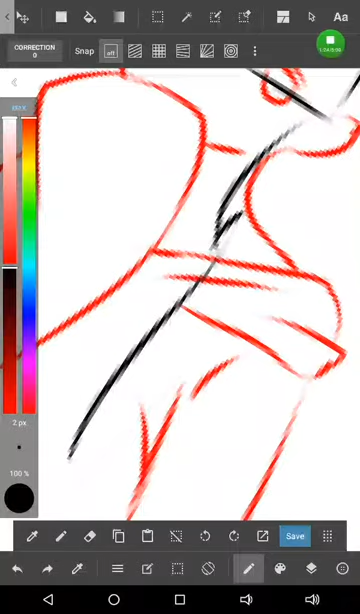 Aa
CORRECTION
0
Snap
off
2 px
100 %
Save